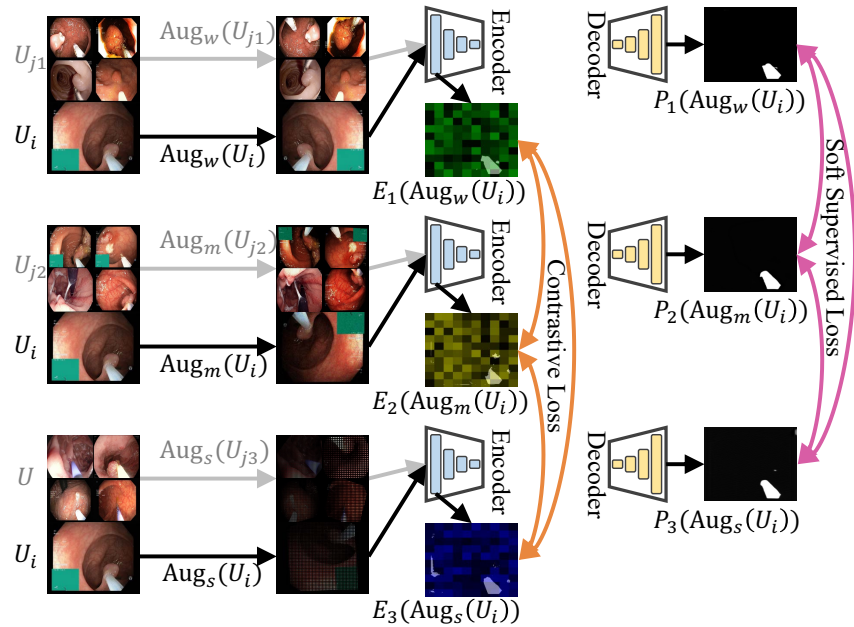 U_{j1}
Aug_w(U_{j1})
U_i
Aug_w(U_i)
Encoder
E_1(Aug_w(U_i))
Decoder
P_1(Aug_w(U_i))
U_{j2}
Aug_m(U_{j2})
U_i
Aug_m(U_i)
Encoder
E_2(Aug_m(U_i))
Contrastive Loss
Decoder
P_2(Aug_m(U_i))
Soft Supervised Loss
U
Aug_s(U_{j3})
U_i
Aug_s(U_i)
Encoder
E_3(Aug_s(U_i))
Decoder
P_3(Aug_s(U_i))